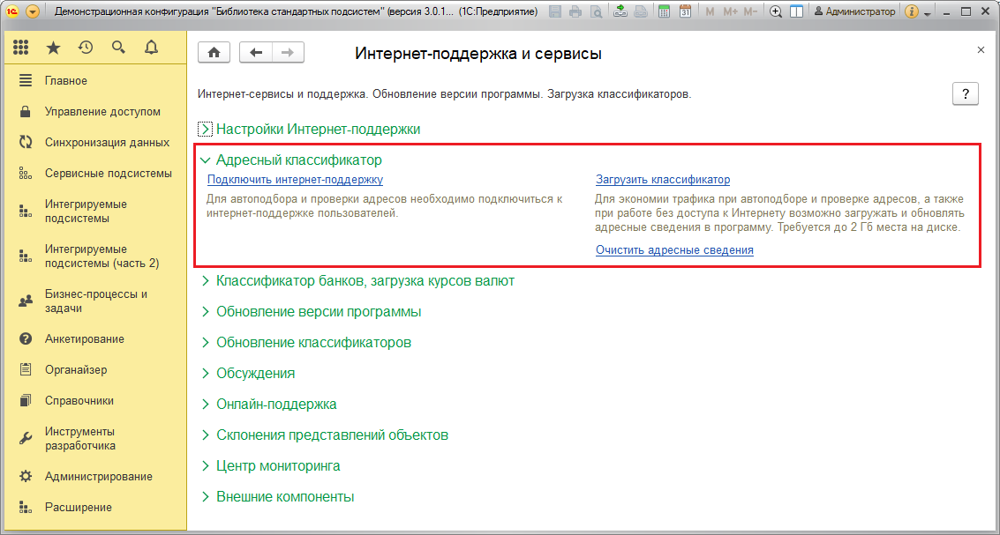 Демонстрационная конфигурация "Библиотека стандартных подсистем" (версия 3.0.1... (1С:Предприятие)
M M+ M-
31
Администратор
Главное
Управление доступом
Синхронизация данных
Сервисные подсистемы
Интегрируемые
подсистемы
Интегрируемые
подсистемы (часть 2)
Бизнес-процессы и
задачи
Анкетирование
Органайзер
Справочники
Инструменты
разработчика
Администрирование
Расширение
Интернет-поддержка и сервисы
Интернет-сервисы и поддержка. Обновление версии программы. Загрузка классификаторов.
?
Настройки Интернет-поддержки
Адресный классификатор
Подключить интернет-поддержку
Для автоподбора и проверки адресов необходимо подключиться к
интернет-поддержке пользователей.
Загрузить классификатор
Для экономии трафика при автоподборе и проверке адресов, а также
при работе без доступа к Интернету возможно загружать и обновлять
адресные сведения в программу. Требуется до 2 Гб места на диске.
Очистить адресные сведения
Классификатор банков, загрузка курсов валют
Обновление версии программы
Обновление классификаторов
Обсуждения
Онлайн-поддержка
Склонения представлений объектов
Центр мониторинга
Внешние компоненты